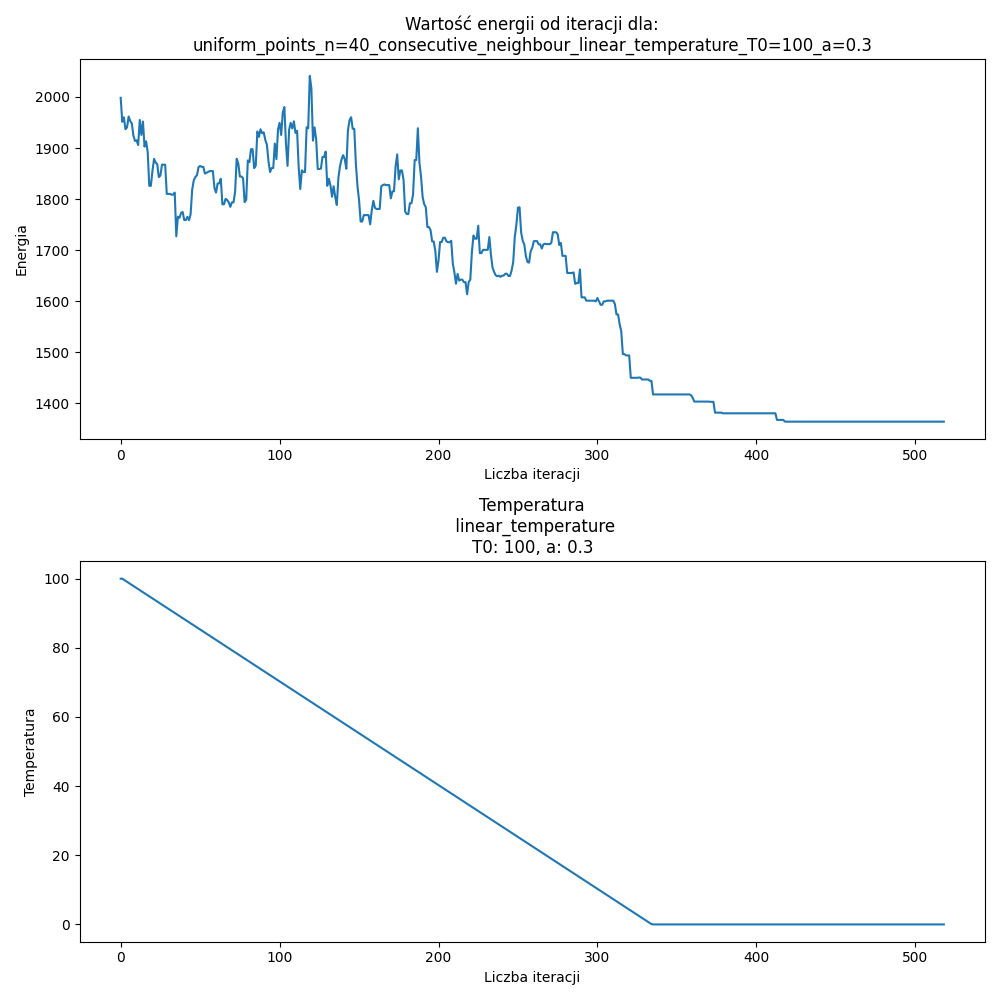 Wartość energii od iteracji dla:
uniform_points_n=40_consecutive_neighbour_linear_temperature_T0=100_a=0.3
2000
1900
1800
1700
1600
1500
1400
Energia
0 100 200 300 400 500
Liczba iteracji
Temperatura
linear_temperature
T0: 100, a: 0.3
100
80
60
40
20
0
Temperatura
0 100 200 300 400 500
Liczba iteracji